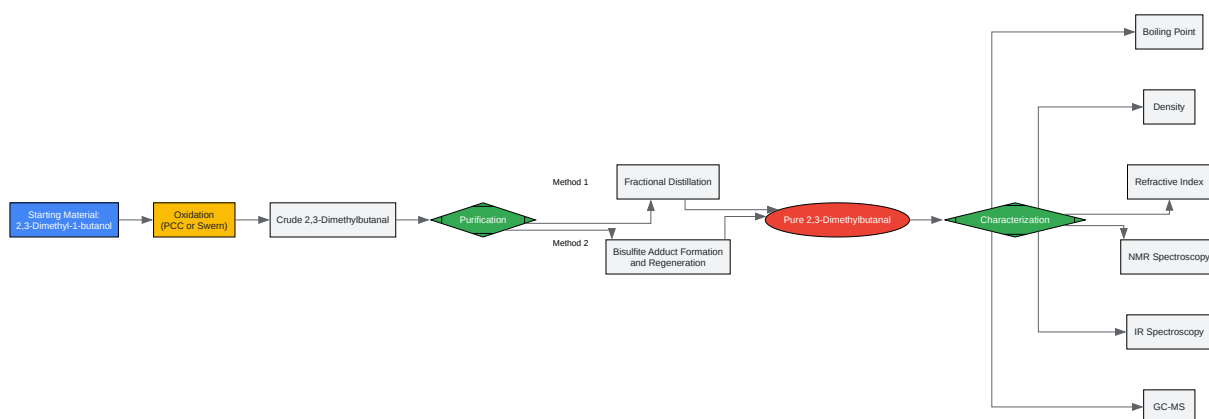 Starting Material:
2,3-Dimethyl-1-butanol
Oxidation
(PCC or Swern)
Crude 2,3-Dimethylbutanal
Purification
Method 1
Method 2
Fractional Distillation
Bisulfite Adduct Formation
and Regeneration
Pure 2,3-Dimethylbutanal
Characterization
Boiling Point
Density
Refractive Index
NMR Spectroscopy
IR Spectroscopy
GC-MS